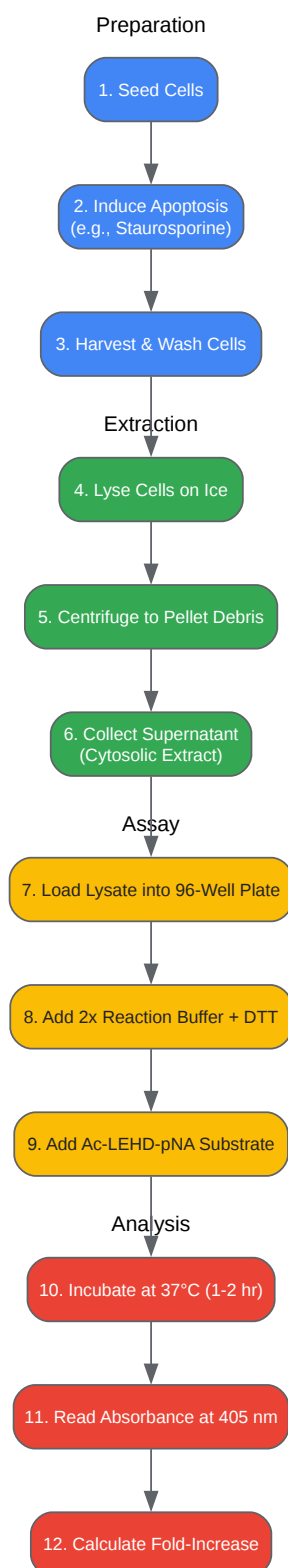 Preparation
1. Seed Cells
2. Induce Apoptosis
(e.g., Staurosporine)
3. Harvest & Wash Cells
Extraction
4. Lyse Cells on Ice
5. Centrifuge to Pellet Debris
6. Collect Supernatant
(Cytosolic Extract)
Assay
7. Load Lysate into 96-Well Plate
8. Add 2x Reaction Buffer + DTT
9. Add Ac-LEHD-pNA Substrate
Analysis
10. Incubate at 37°C (1-2 hr)
11. Read Absorbance at 405 nm
12. Calculate Fold-Increase